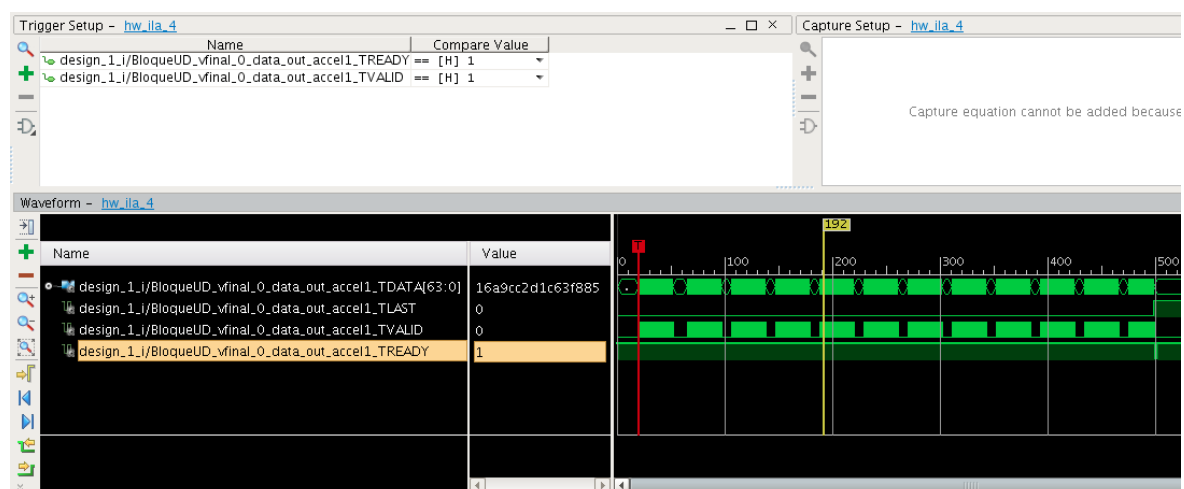 Trigger Setup - hw_ila_4
Capture Setup - hw_ila_4
Name Compare Value
design_1_i/BloqueUD_vfinal_0_data_out_accel1_TREADY == [H] 1
design_1_i/BloqueUD_vfinal_0_data_out_accel1_TVALID == [H] 1
Capture equation cannot be added because
Waveform - hw_ila_4
192
T
Name Value
0 100 200 300 400 500
design_1_i/BloqueUD_vfinal_0_data_out_accel1_TDATA[63:0] 16a9cc2d1c63f885
design_1_i/BloqueUD_vfinal_0_data_out_accel1_TLAST 0
design_1_i/BloqueUD_vfinal_0_data_out_accel1_TVALID 0
design_1_i/BloqueUD_vfinal_0_data_out_accel1_TREADY 1